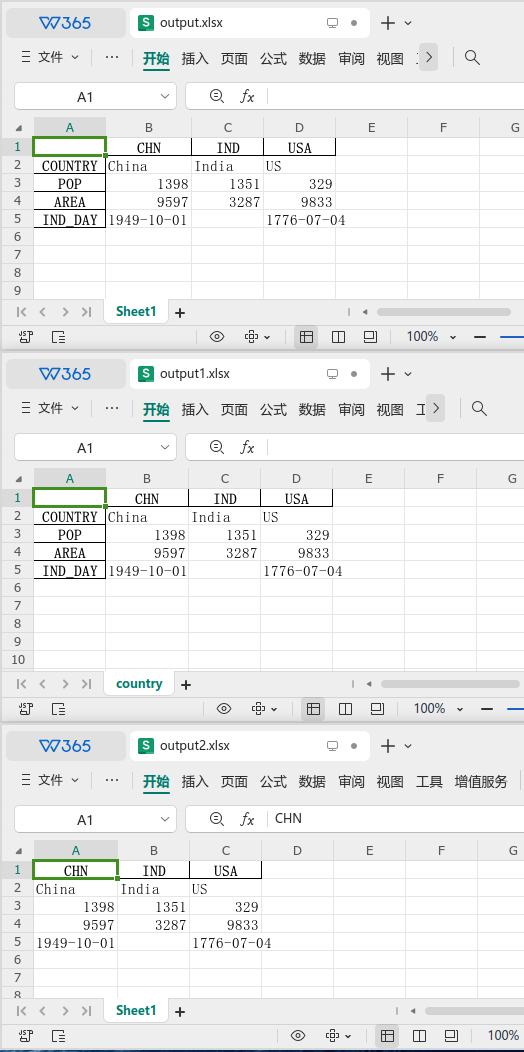 W365 output.xlsx
文件 ··· 开始 插入 页面 公式 数据 审阅 视图
A1 fx
A B C D E F G
1 CHN IND USA
2 COUNTRY China India US
3 POP 1398 1351 329
4 AREA 9597 3287 9833
5 IND_DAY 1949-10-01 1776-07-04
6
7
8
9
Sheet1 +
100%
W365 output1.xlsx
文件 ··· 开始 插入 页面 公式 数据 审阅 视图
A1 fx
A B C D E F G
1 CHN IND USA
2 COUNTRY China India US
3 POP 1398 1351 329
4 AREA 9597 3287 9833
5 IND_DAY 1949-10-01 1776-07-04
6
7
8
9
10
country +
100%
W365 output2.xlsx
文件 ··· 开始 插入 页面 公式 数据 审阅 视图 工具 增值服务
A1 fx CHN
A B C D E F G
1 CHN IND USA
2 China India US
3 1398 1351 329
4 9597 3287 9833
5 1949-10-01 1776-07-04
6
7
8
Sheet1 +
100%